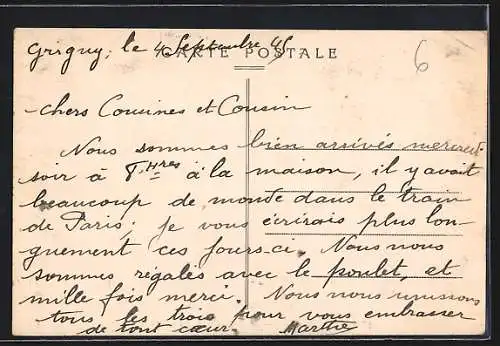 Grigny, le 4 Septembre 45
CARTE POSTALE
6
- chers Cousines et Cousin
Nous sommes bien arrivés mercredi
soir à 7 Hres à la maison, il y avait
beaucoup de monde dans le train
de Paris; je vous écrirais plus lon-
guement ces jours-ci. Nous nous
sommes régalés avec le poulet, et
mille fois merci. Nous nous unissons
tous les trois pour vous embrasser
de tout cœur. Marthe